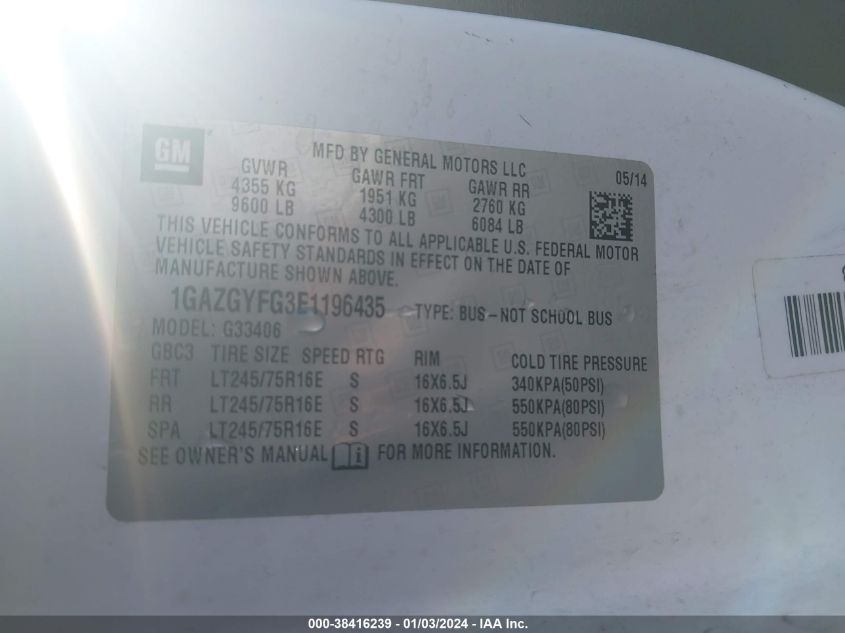 GM
MFD BY GENERAL MOTORS LLC
05/14
GVWR GAWR FRT GAWR RR
4355 KG 1951 KG 2760 KG
9600 LB 4300 LB 6084 LB
THIS VEHICLE CONFORMS TO ALL APPLICABLE U.S. FEDERAL MOTOR
VEHICLE SAFETY STANDARDS IN EFFECT ON THE DATE OF
MANUFACTURE SHOWN ABOVE.
1GAZGYFG3E1196435 TYPE: BUS-NOT SCHOOL BUS
MODEL: G33406
GBC3 TIRE SIZE SPEED RTG RIM COLD TIRE PRESSURE
FRT LT245/75R16E S 16X6.5J 340KPA(50PSI)
RR LT245/75R16E S 16X6.5J 550KPA(80PSI)
SPA LT245/75R16E S 16X6.5J 550KPA(80PSI)
SEE OWNER'S MANUAL i FOR MORE INFORMATION.
000-38416239 - 01/03/2024 - IAA Inc.